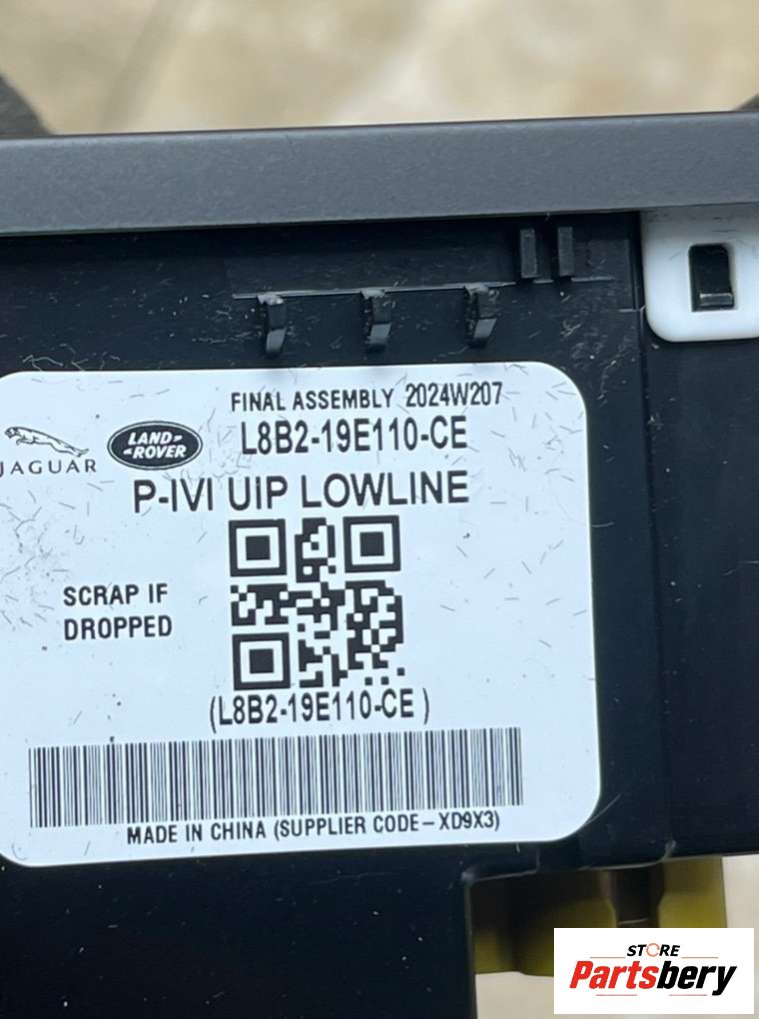 FINAL ASSEMBLY 2024W207
JAGUAR
LAND-
-ROVER
L8B2-19E110-CE
P-IVI UIP LOWLINE
SCRAP IF
DROPPED
(L8B2-19E110-CE )
MADE IN CHINA (SUPPLIER CODE-XD9X3)
STORE
Partsbery